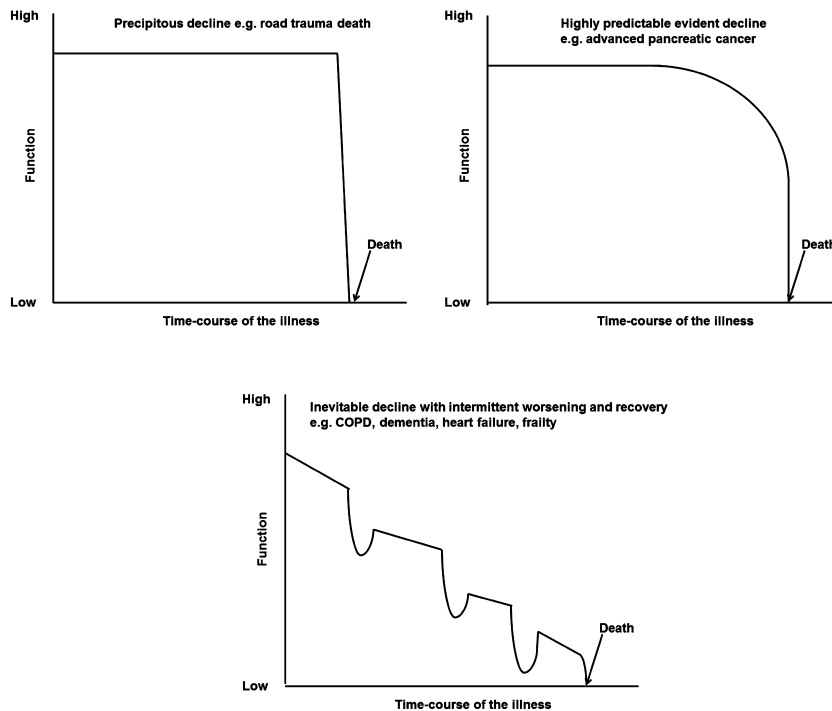 High
Precipitous decline e.g. road trauma death
Function
Death
Low
Time-course of the illness
High
Highly predictable evident decline
e.g. advanced pancreatic cancer
Function
Death
Low
Time-course of the illness
High
Inevitable decline with intermittent worsening and recovery
e.g. COPD, dementia, heart failure, frailty
Function
Death
Low
Time-course of the illness